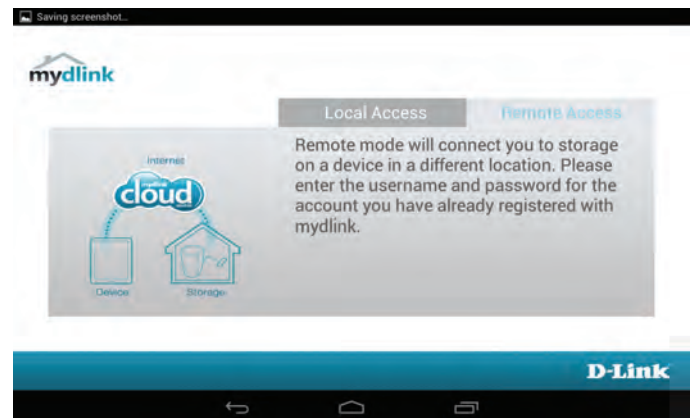 Saving screenshot...
mydlink
Local Access
Remote Access
Remote mode will connect you to storage
on a device in a different location. Please
enter the username and password for the
account you have already registered with
mydlink.
Internet
mydlink
cloud
Device
Storage
D-Link